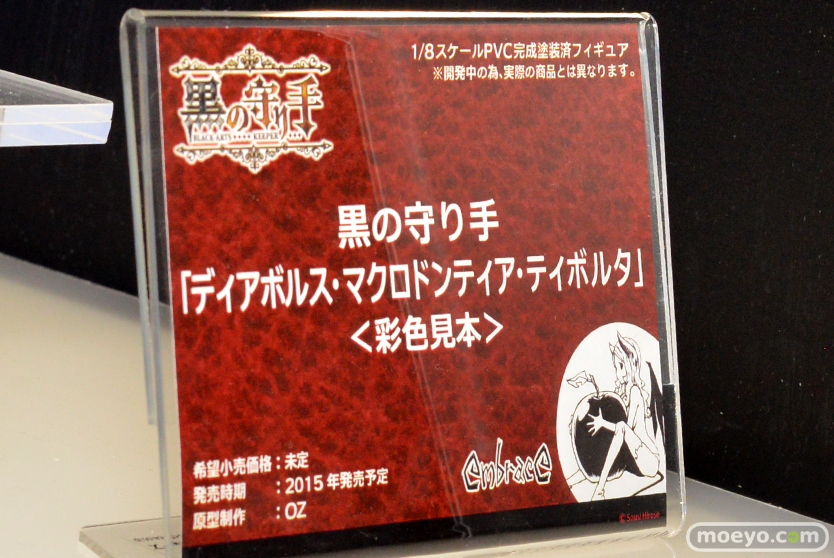 1/8スケールPVC完成塗装済フィギュア
※開発中の為、実際の商品とは異なります。
黒の守り手
BLACK ARTS KEEPER
黒の守り手
「ディアボルス・マクロドンティア・ティボルタ」
<彩色見本>
希望小売価格：未定
発売時期　：2015年発売予定
原型制作　：OZ
embrace
moeyo.com